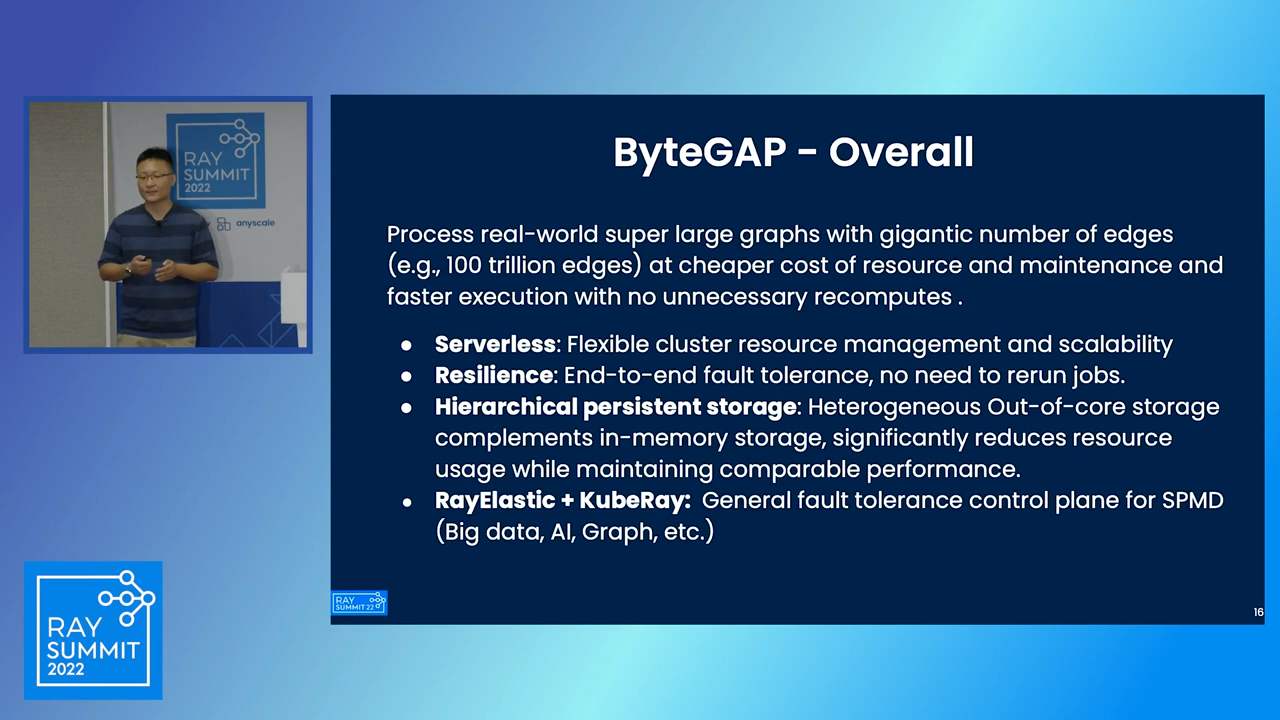 RAY
SUMMIT
2022
anyscale
ByteGAP - Overall
Process real-world super large graphs with gigantic number of edges
(e.g., 100 trillion edges) at cheaper cost of resource and maintenance and
faster execution with no unnecessary recomputes .
● Serverless: Flexible cluster resource management and scalability
● Resilience: End-to-end fault tolerance, no need to rerun jobs.
● Hierarchical persistent storage: Heterogeneous Out-of-core storage
complements in-memory storage, significantly reduces resource
usage while maintaining comparable performance.
● RayElastic + KubeRay: General fault tolerance control plane for SPMD
(Big data, AI, Graph, etc.)
RAY
SUMMIT 22
16
RAY
SUMMIT
2022